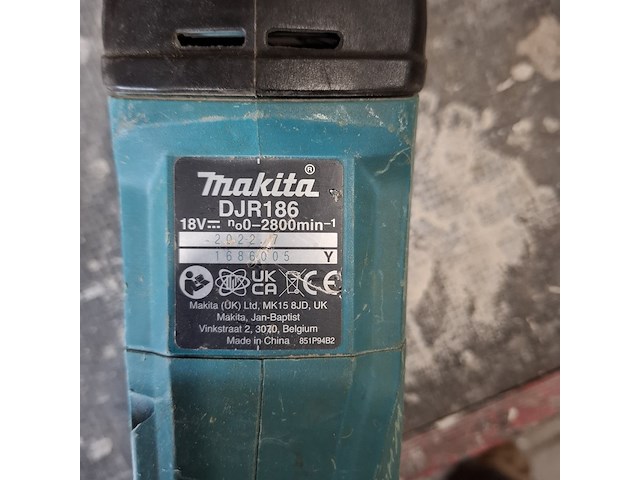 makita®
DJR186
18V⎓ n₀0–2800min⁻¹
2022.7
1686005 Y
UK CA CE
Makita (UK) Ltd, MK15 8JD, UK
Makita, Jan-Baptist
Vinkstraat 2, 3070, Belgium
Made in China 851P94B2